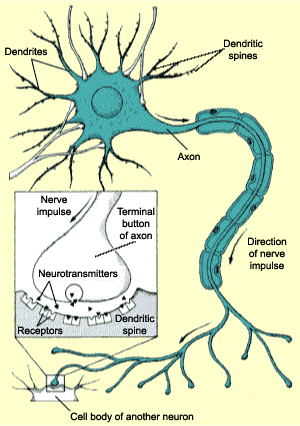 Dendrites
Dendritic
spines
Axon
Nerve
impulse
Terminal
button
of axon
Direction
of nerve
impulse
Neurotransmitters
Dendritic
spine
Receptors
Cell body of another neuron